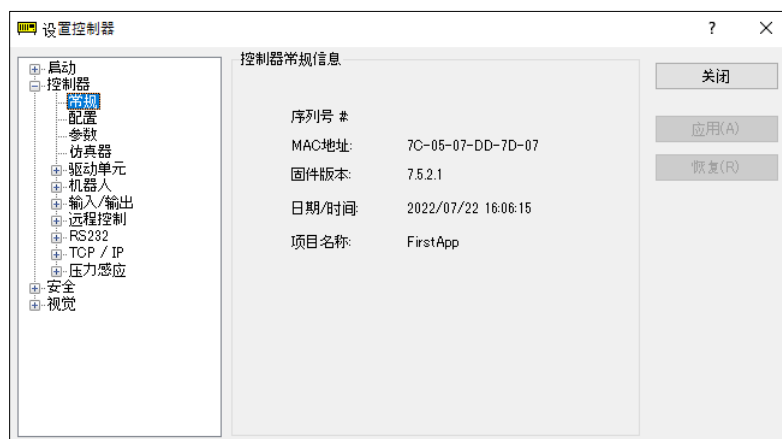 设置控制器
?
启动
控制器
常规
配置
参数
仿真器
驱动单元
机器人
输入/输出
远程控制
RS232
TCP / IP
压力感应
安全
视觉
控制器常规信息
序列号 #
MAC地址: 7C-05-07-DD-7D-07
固件版本: 7.5.2.1
日期/时间: 2022/07/22 16:06:15
项目名称: FirstApp
关闭
应用(A)
恢复(R)